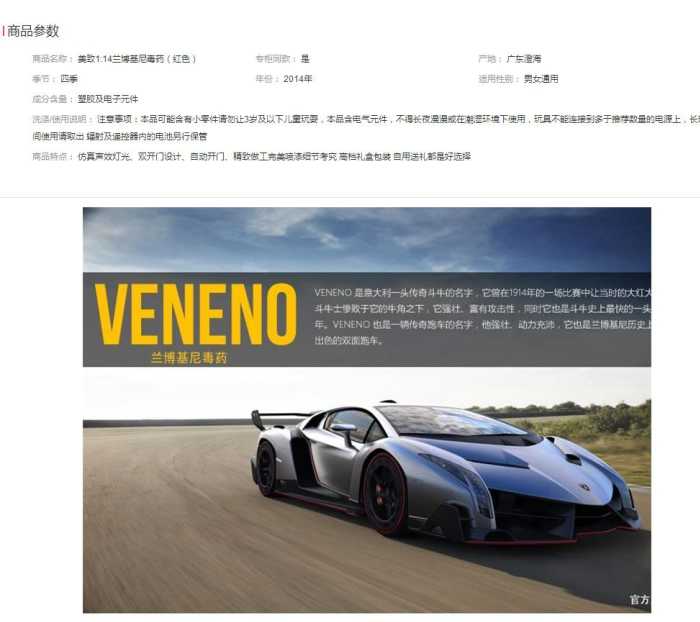 商品参数
商品名称： 美致1:14兰博基尼毒药（红色） 专柜同款： 是 产地： 广东澄海
季节： 四季 年份： 2014年 适用性别： 男女通用
成分含量： 塑胶及电子元件
洗涤/使用说明： 注意事项：本品可能含有小零件请勿让3岁及以下儿童玩耍，本品含电气元件，不得长夜漫漫或在潮湿环境下使用，玩具不能连接到多于推荐数量的电源上，长
间使用请取出 辐射及遥控器内的电池另行保管
商品特点： 仿真声效灯光、双开门设计、自动开门、精致做工完美喷漆细节考究 高档礼盒包装 自用送礼都是好选择
VENENO
兰博基尼毒药
VENENO 是意大利一头传奇斗牛的名字，它曾在1914年的一场比赛中让当时的大红大
斗牛士惨败于它的牛角之下，它强壮、富有攻击性，同时它也是斗牛史上最快的一头
年。VENENO 也是一辆传奇跑车的名字，他强壮、动力充沛，它也是兰博基尼历史上
出色的双面跑车。
官方